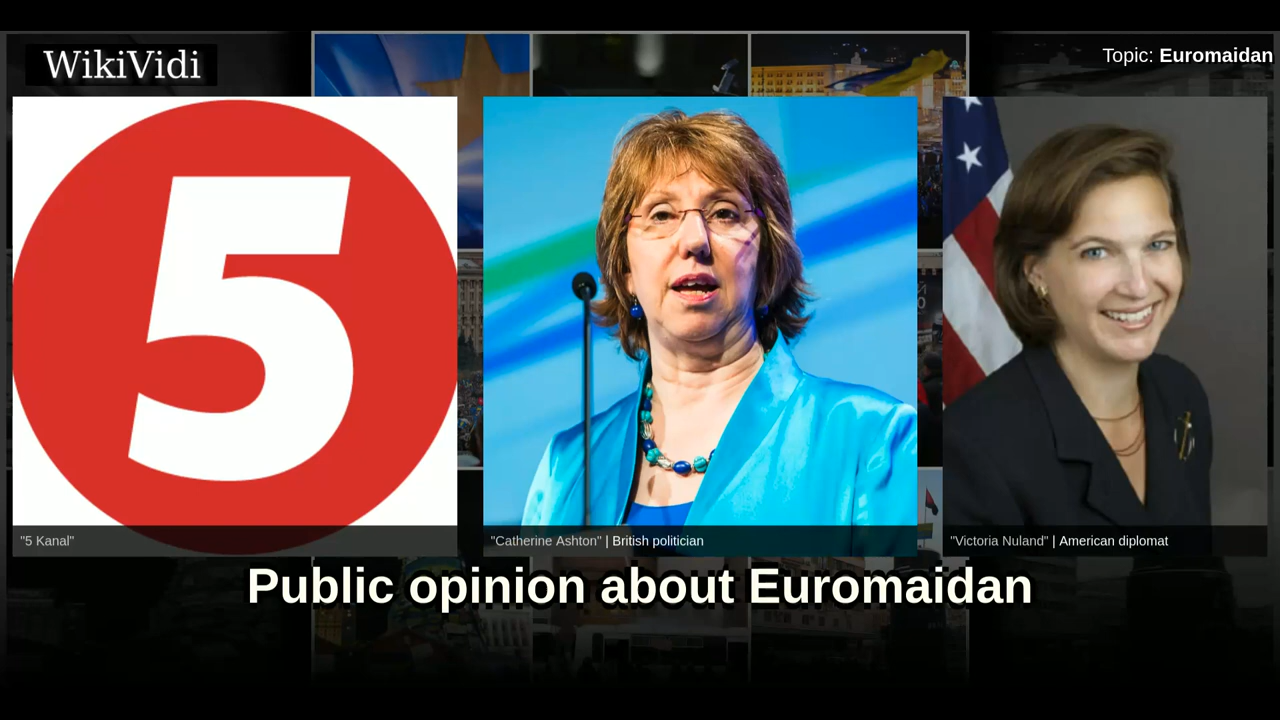 WikiVidi
Topic: Euromaidan
5
"5 Kanal"
"Catherine Ashton" | British politician
"Victoria Nuland" | American diplomat
Public opinion about Euromaidan